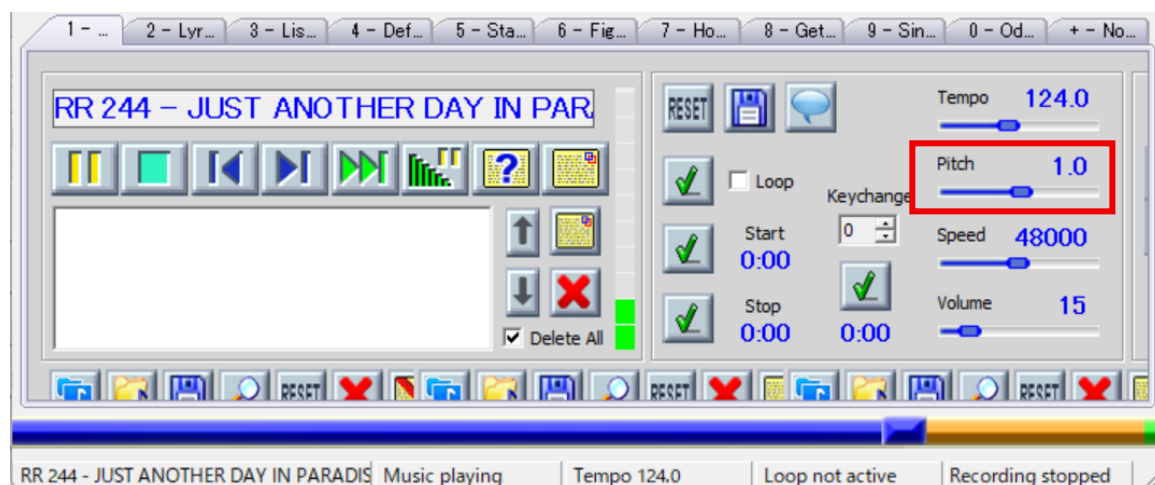 1 - ...
2 - Lyr...
3 - Lis...
4 - Def...
5 - Sta...
6 - Fig...
7 - Ho...
8 - Get...
9 - Sin...
0 - Od...
+ - No...
RR 244 - JUST ANOTHER DAY IN PAR
?
Delete All
RESET
Loop
Start
0:00
Stop
0:00
Keychange
0
0:00
Tempo 124.0
Pitch 1.0
Speed 48000
Volume 15
RESET
RESET
RESET
RR 244 - JUST ANOTHER DAY IN PARADIS
Music playing
Tempo 124.0
Loop not active
Recording stopped